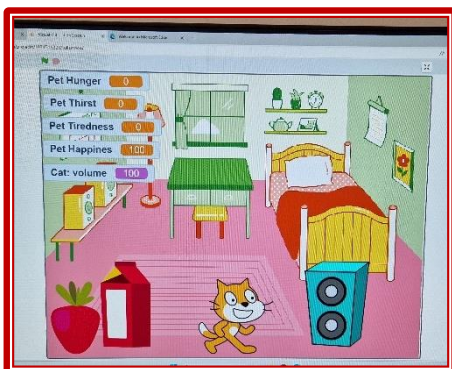 Pet Hunger 0
Pet Thirst 0
Pet Tiredness 0
Pet Happines 100
Cat: volume 100